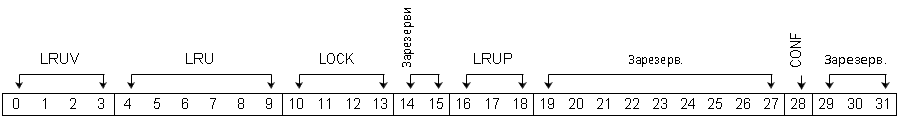 LRUV LRU LOCK Зарезерви LRUP Зарезерв. CONF Зарезерв.
0 1 2 3 4 5 6 7 8 9 10 11 12 13 14 15 16 17 18 19 20 21 22 23 24 25 26 27 28 29 30 31